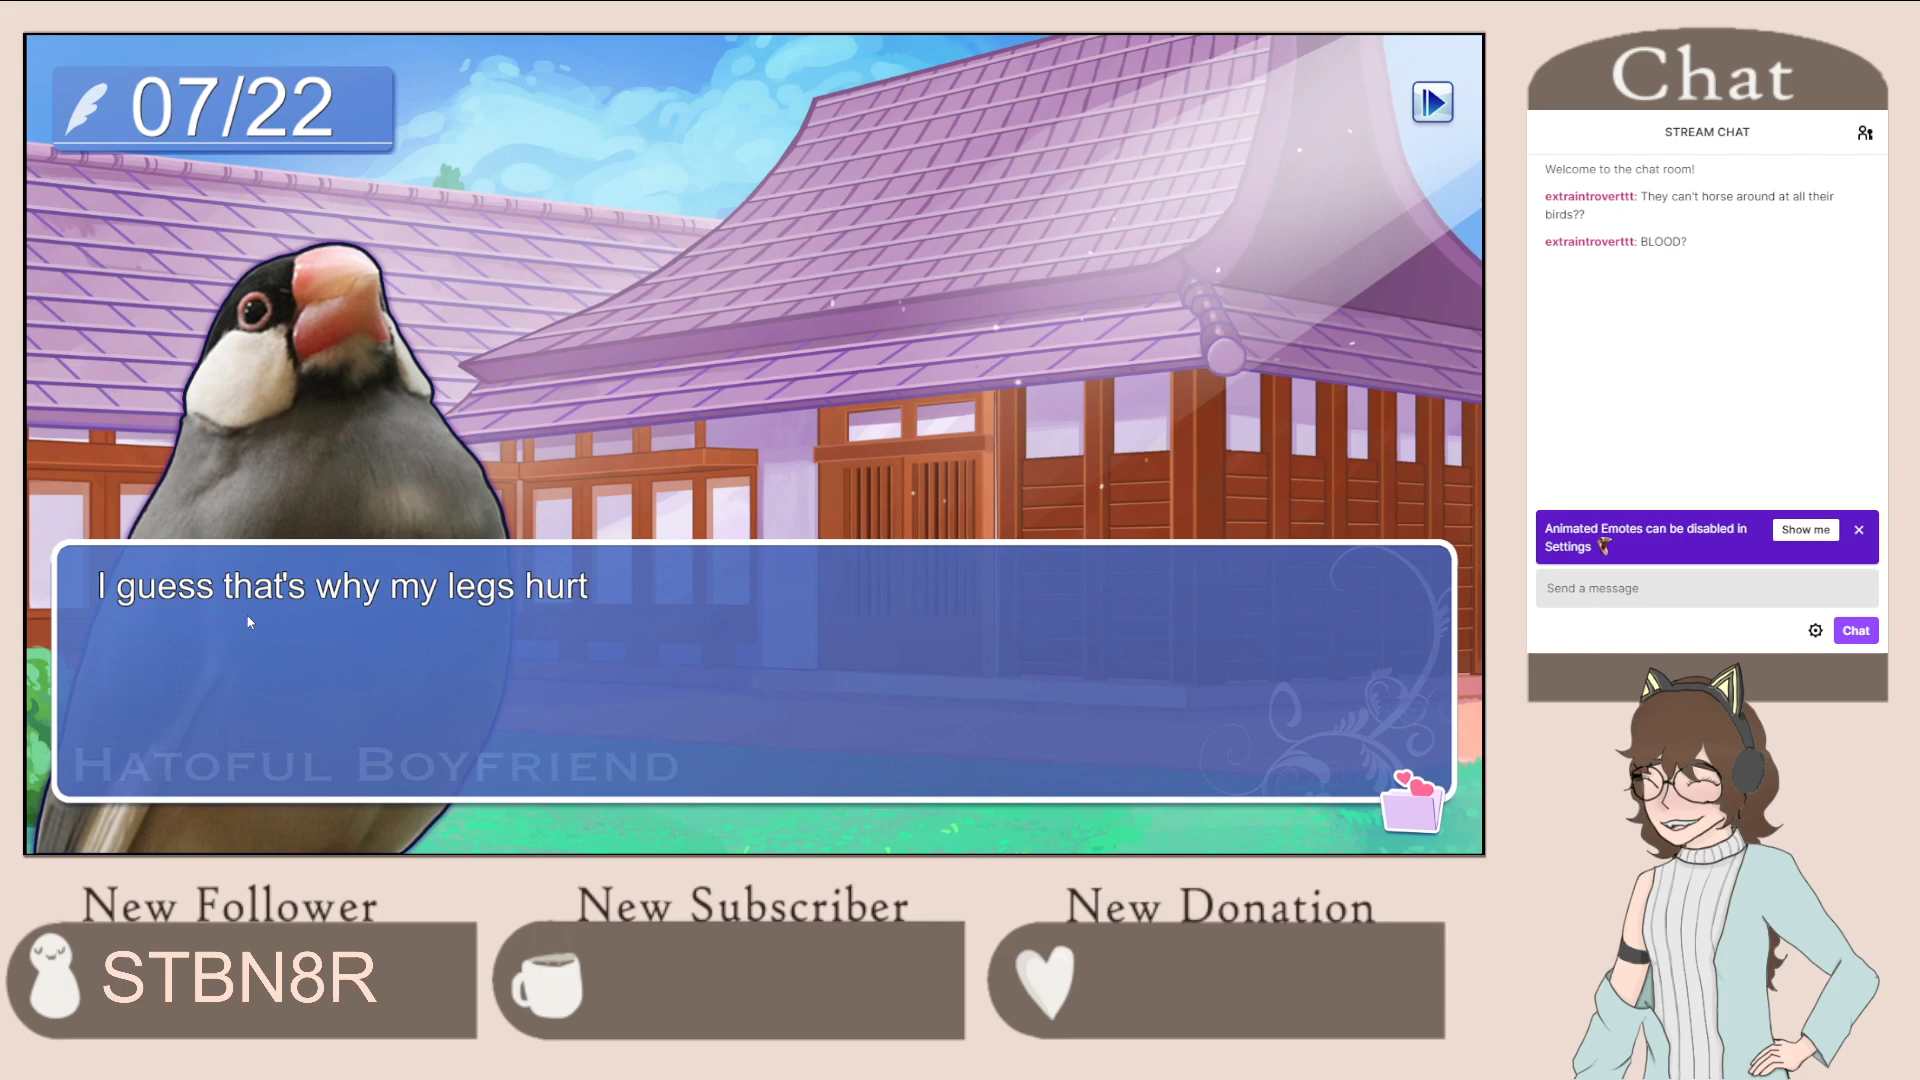 07/22
I guess that's why my legs hurt
HATOFUL BOYFRIEND
Chat
STREAM CHAT
Welcome to the chat room!
extraintroverttt: They can't horse around at all their
birds??
extraintroverttt: BLOOD?
Animated Emotes can be disabled in
Settings
Show me
Send a message
Chat
New Follower
STBN8R
New Subscriber
New Donation